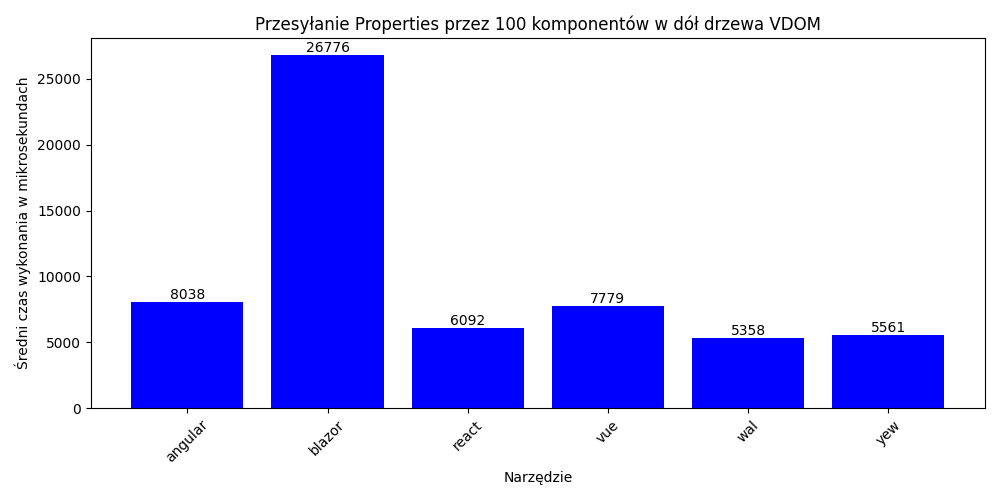 Przesyłanie Properties przez 100 komponentów w dół drzewa VDOM
Średni czas wykonania w mikrosekundach
25000
20000
15000
10000
5000
0
8038
26776
6092
7779
5358
5561
angular
blazor
react
vue
wal
yew
Narzędzie